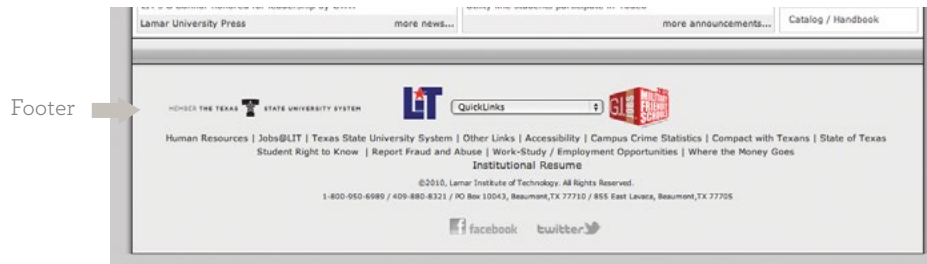 Lamar University Press more news... more announcements... Catalog / Handbook
Footer
MEMBER THE TEXAS STATE UNIVERSITY SYSTEM LIT QuickLinks G.I. JOBS MILITARY FRIENDLY SCHOOLS
Human Resources | Jobs@LIT | Texas State University System | Other Links | Accessibility | Campus Crime Statistics | Compact with Texans | State of Texas
Student Right to Know | Report Fraud and Abuse | Work-Study / Employment Opportunities | Where the Money Goes
Institutional Resume
©2010, Lamar Institute of Technology. All Rights Reserved.
1-800-950-6989 / 409-880-8321 / PO Box 10043, Beaumont,TX 77710 / 855 East Lavaca, Beaumont,TX 77705
facebook twitter